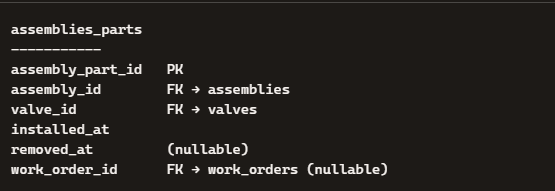 assemblies_parts
———————————
assembly_part_id   PK
assembly_id        FK → assemblies
valve_id           FK → valves
installed_at
removed_at         (nullable)
work_order_id      FK → work_orders (nullable)